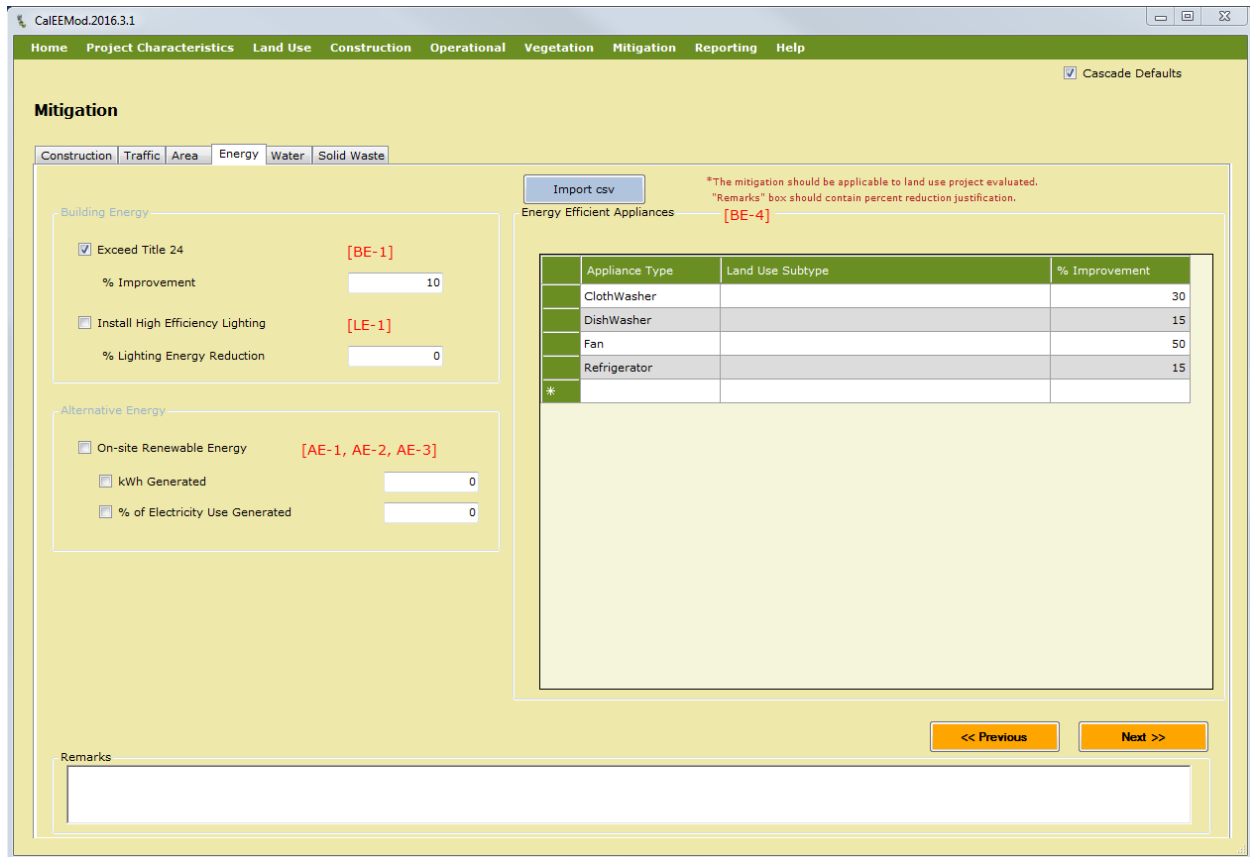 CalEEMod.2016.3.1
Home Project Characteristics Land Use Construction Operational Vegetation Mitigation Reporting Help
Cascade Defaults
Mitigation
Construction Traffic Area Energy Water Solid Waste
Import csv
*The mitigation should be applicable to land use project evaluated.
"Remarks" box should contain percent reduction justification.
Building Energy
Exceed Title 24 [BE-1]
% Improvement 10
Install High Efficiency Lighting [LE-1]
% Lighting Energy Reduction 0
Alternative Energy
On-site Renewable Energy [AE-1, AE-2, AE-3]
kWh Generated 0
% of Electricity Use Generated 0
Energy Efficient Appliances [BE-4]
Appliance Type Land Use Subtype % Improvement
ClothWasher 30
DishWasher 15
Fan 50
Refrigerator 15
*
<< Previous Next >>
Remarks